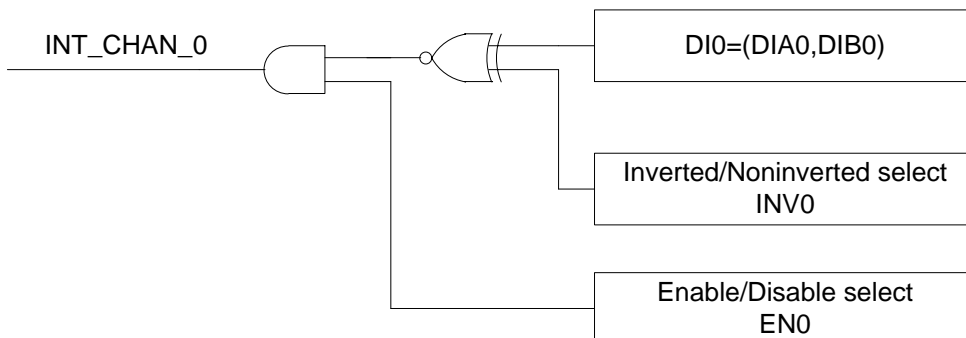 INT_CHAN_0
DI0=(DIA0,DIB0)
Inverted/Noninverted select
INV0
Enable/Disable select
EN0